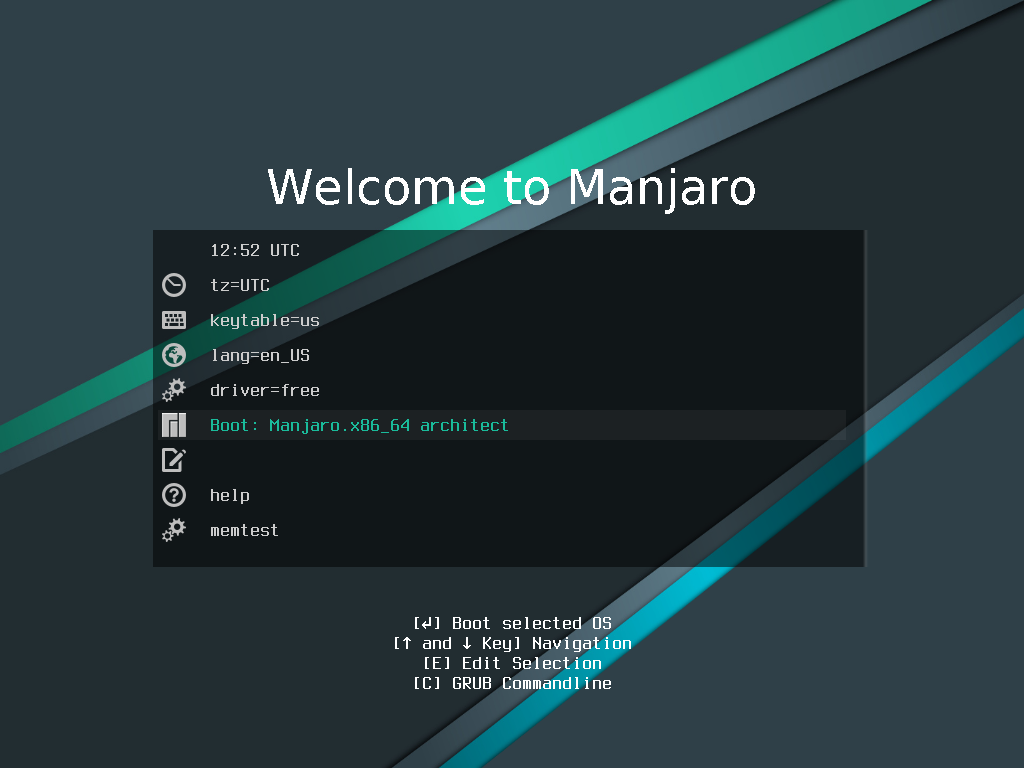 Welcome to Manjaro
12:52 UTC
tz=UTC
keytable=us
lang=en_US
driver=free
Boot: Manjaro.x86_64 architect
help
memtest
[↲] Boot selected OS
[↑ and ↓ Key] Navigation
[E] Edit Selection
[C] GRUB Commandline